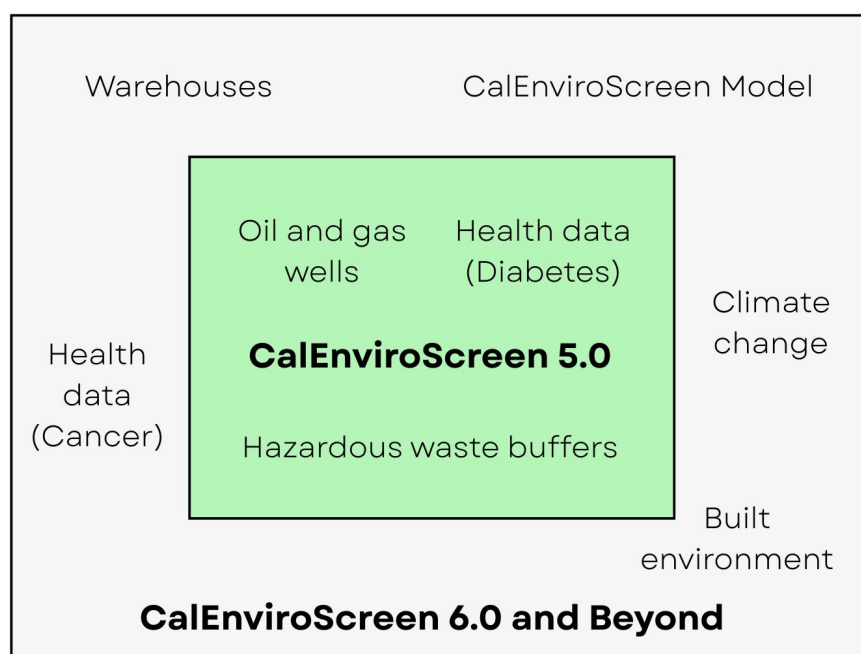 Warehouses
CalEnviroScreen Model
Oil and gas
wells
Health data
(Diabetes)
Climate
change
CalEnviroScreen 5.0
Health
data
(Cancer)
Hazardous waste buffers
Built
environment
CalEnviroScreen 6.0 and Beyond